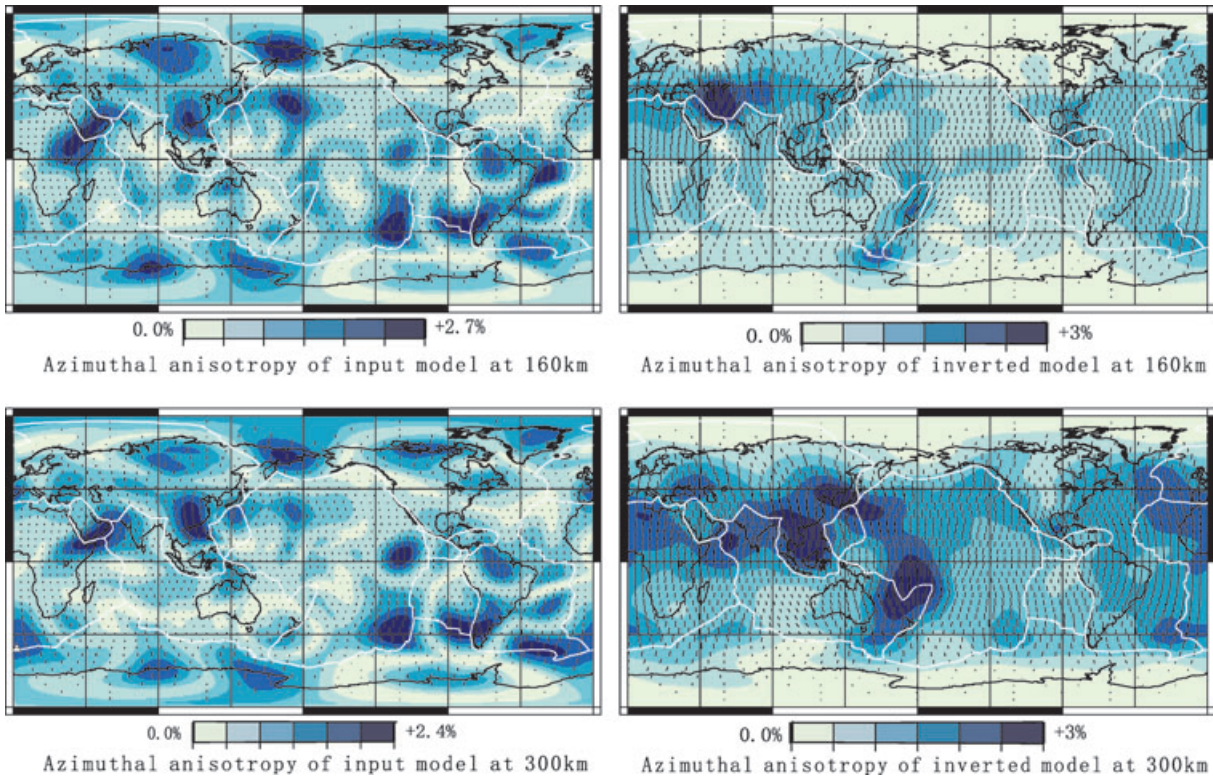 0.0% +2.7%
Azimuthal anisotropy of input model at 160km
0.0% +3%
Azimuthal anisotropy of inverted model at 160km
0.0% +2.4%
Azimuthal anisotropy of input model at 300km
0.0% +3%
Azimuthal anisotropy of inverted model at 300km